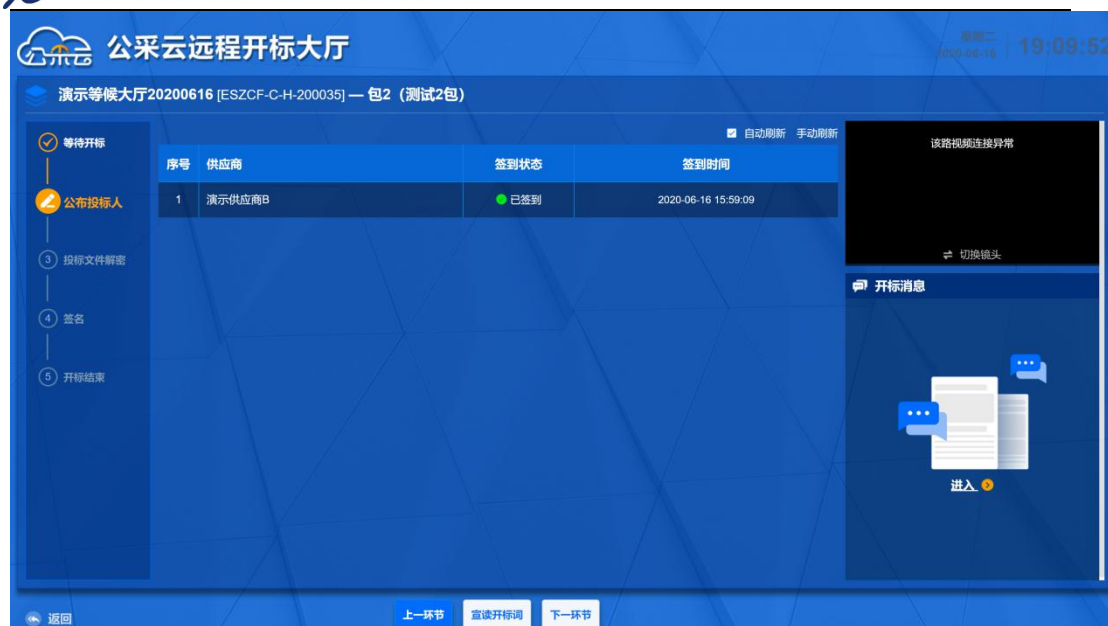 公采云 公采云远程开标大厅
星期二
2020-06-16 19:09:52
演示等候大厅20200616 [ESZCF-C-H-200035] — 包2（测试2包）
等待开标
公布投标人
3 投标文件解密
4 签名
5 开标结束
自动刷新 手动刷新
序号 供应商 签到状态 签到时间
1 演示供应商B 已签到 2020-06-16 15:59:09
该路视频连接异常
切换镜头
开标消息
进入
返回
上一环节 宣读开标词 下一环节